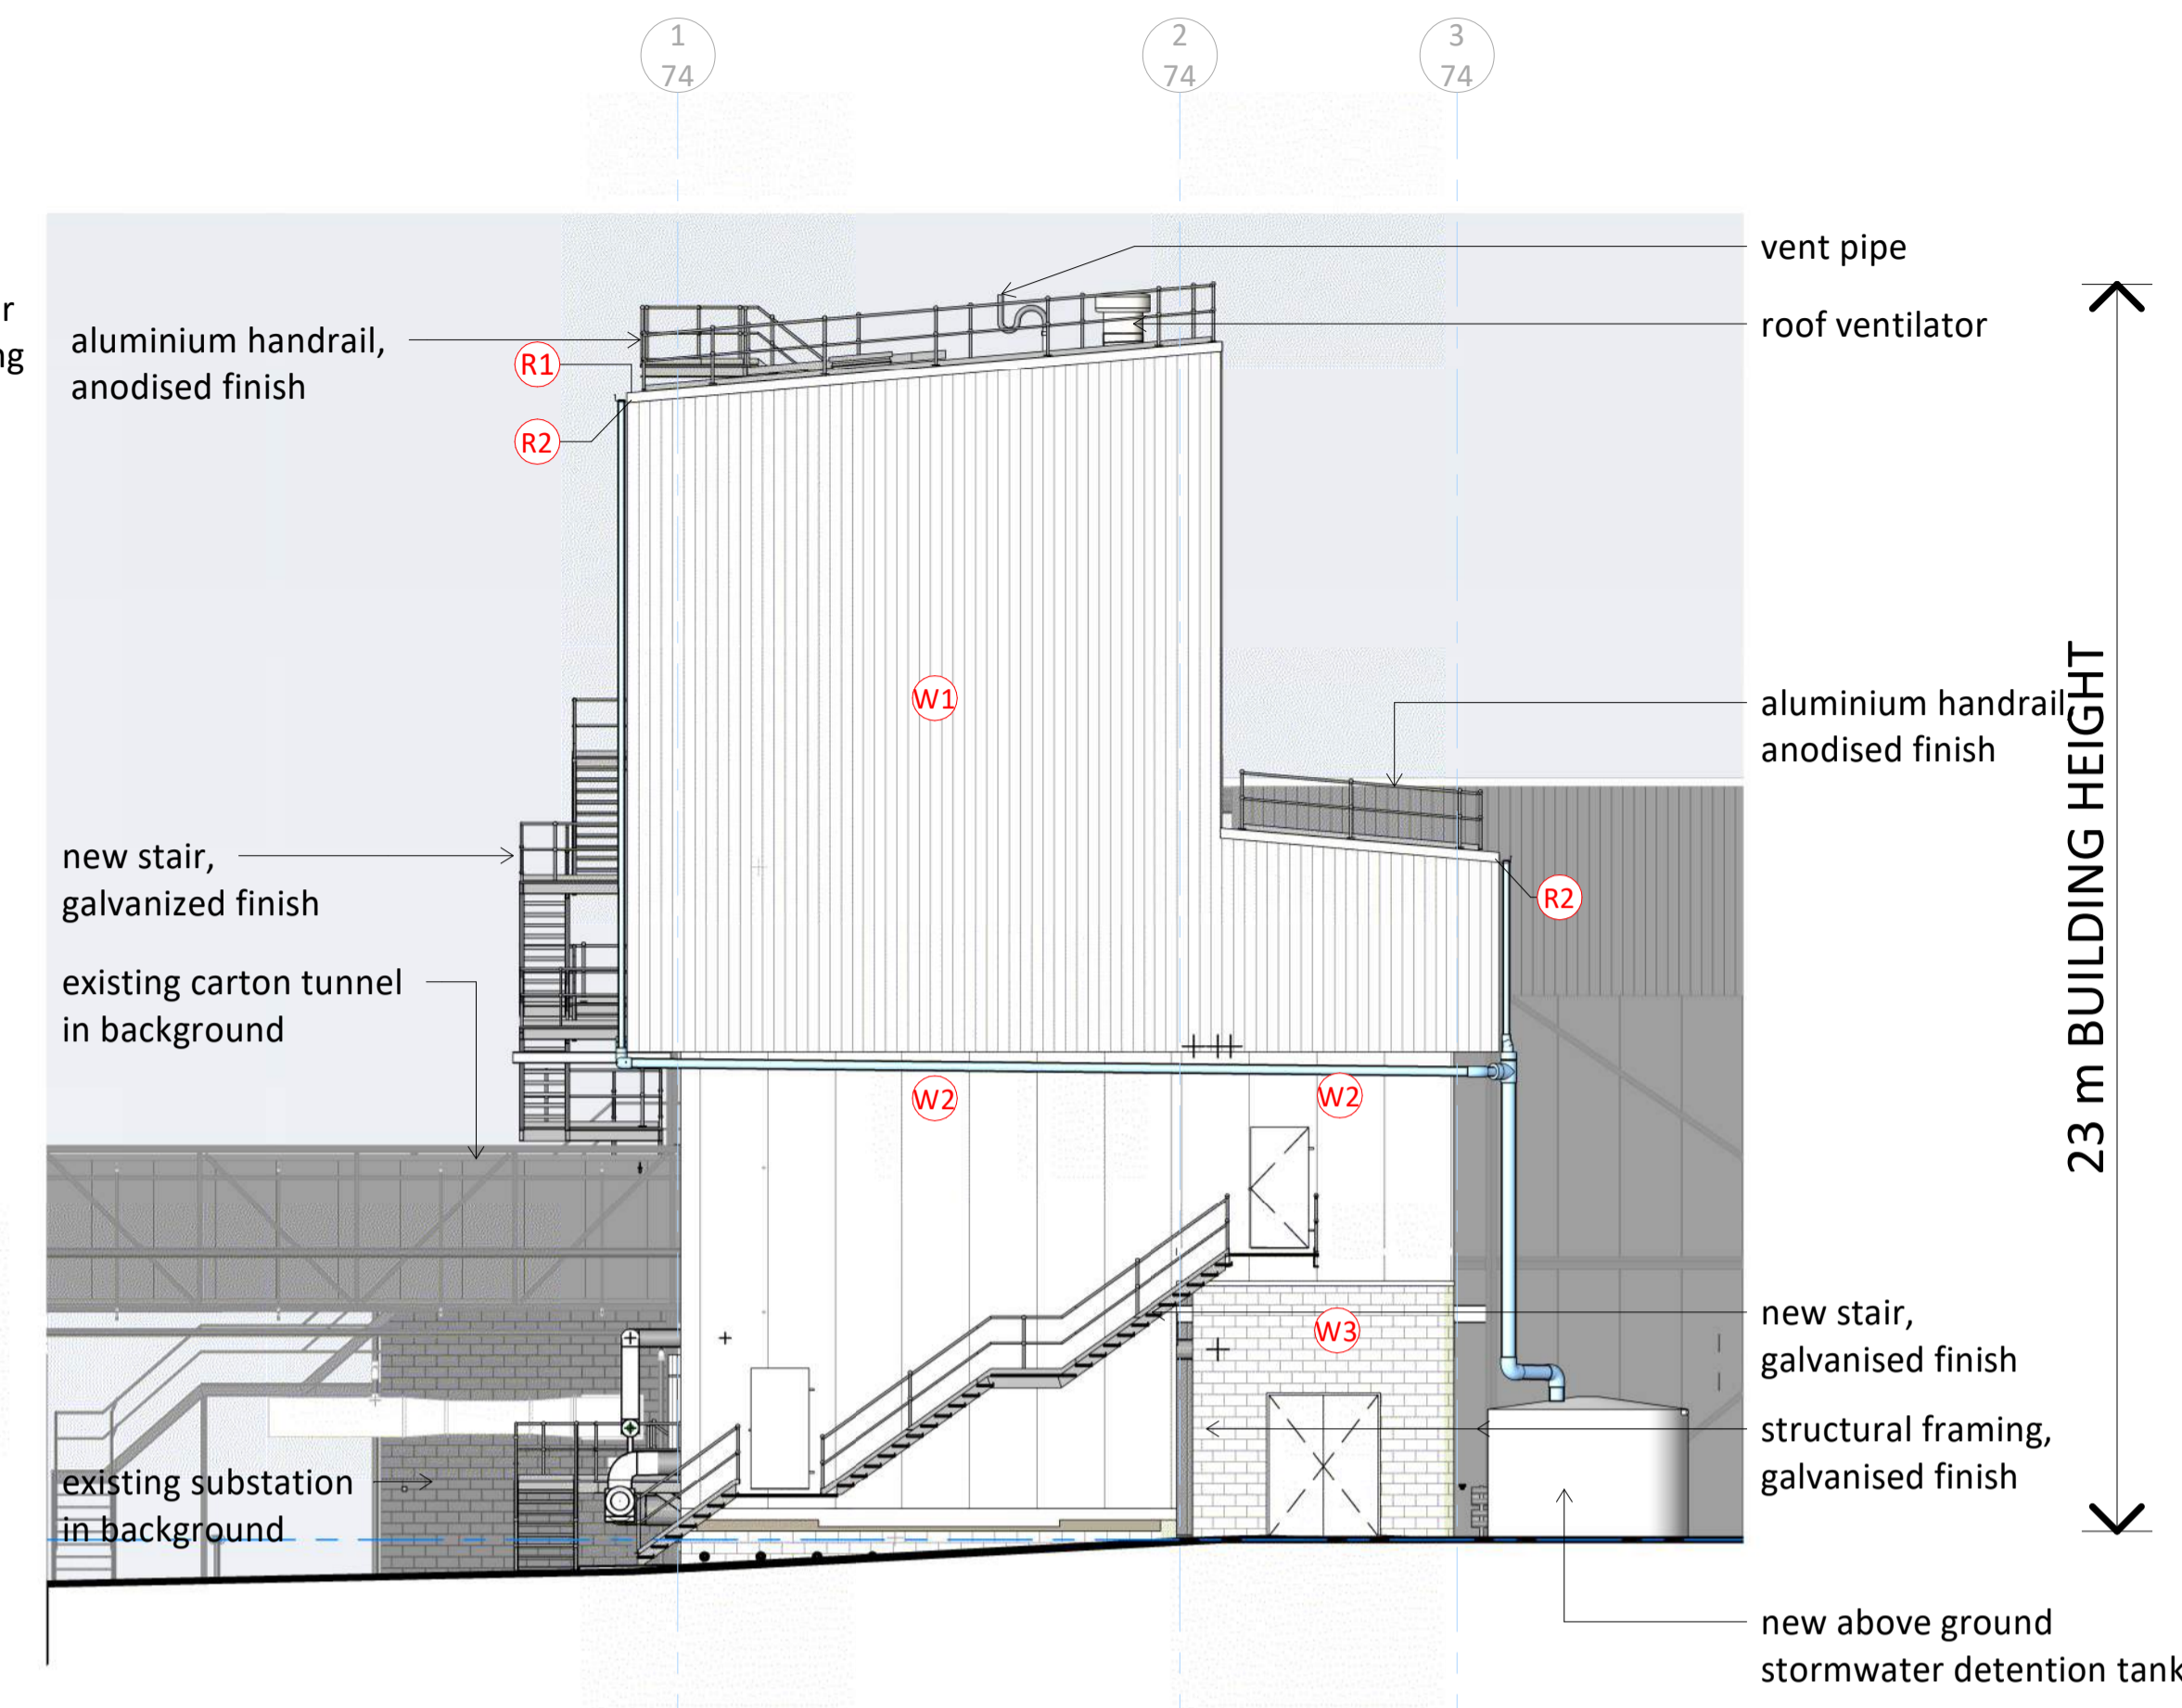 1
74
2
74
3
74
vent pipe
r
ng
aluminium handrail,
anodised finish
R1
roof ventilator
R2
W1
aluminium handrail,
anodised finish
23 m BUILDING HEIGHT
new stair,
galvanized finish
R2
existing carton tunnel
in background
W2
W2
new stair,
galvanised finish
W3
structural framing,
galvanised finish
existing substation
in background
new above ground
stormwater detention tank